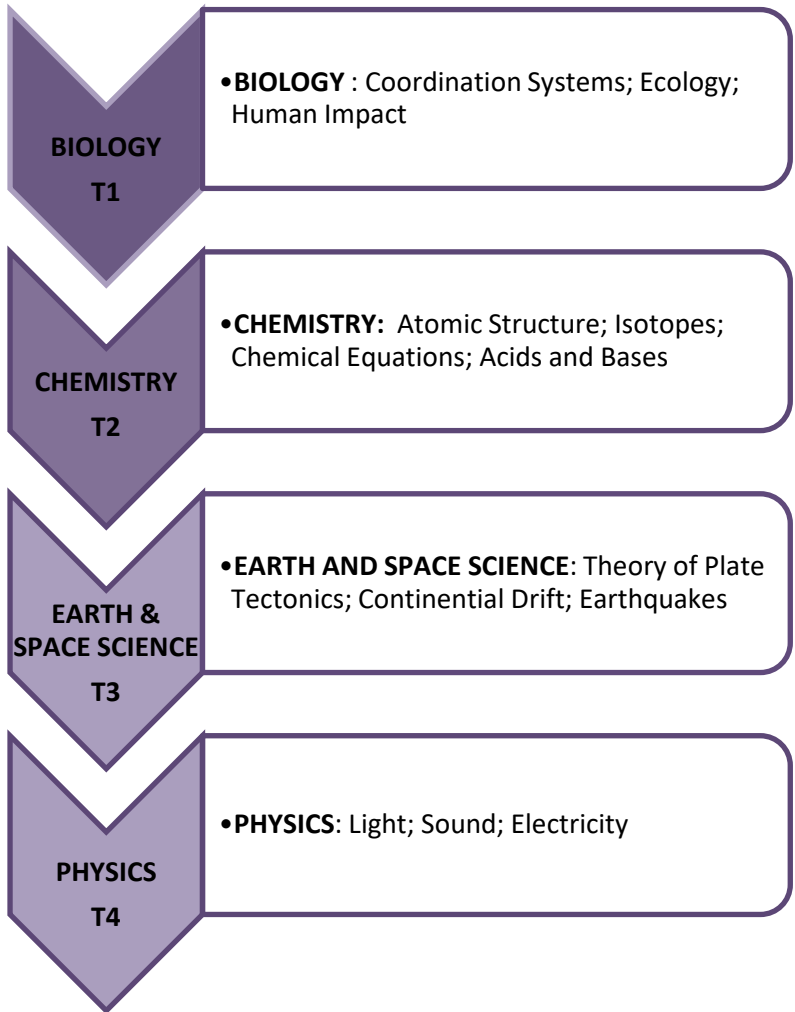 BIOLOGY
T1
•BIOLOGY : Coordination Systems; Ecology;
Human Impact
CHEMISTRY
T2
•CHEMISTRY: Atomic Structure; Isotopes;
Chemical Equations; Acids and Bases
EARTH &
SPACE SCIENCE
T3
•EARTH AND SPACE SCIENCE: Theory of Plate
Tectonics; Continential Drift; Earthquakes
PHYSICS
T4
•PHYSICS: Light; Sound; Electricity